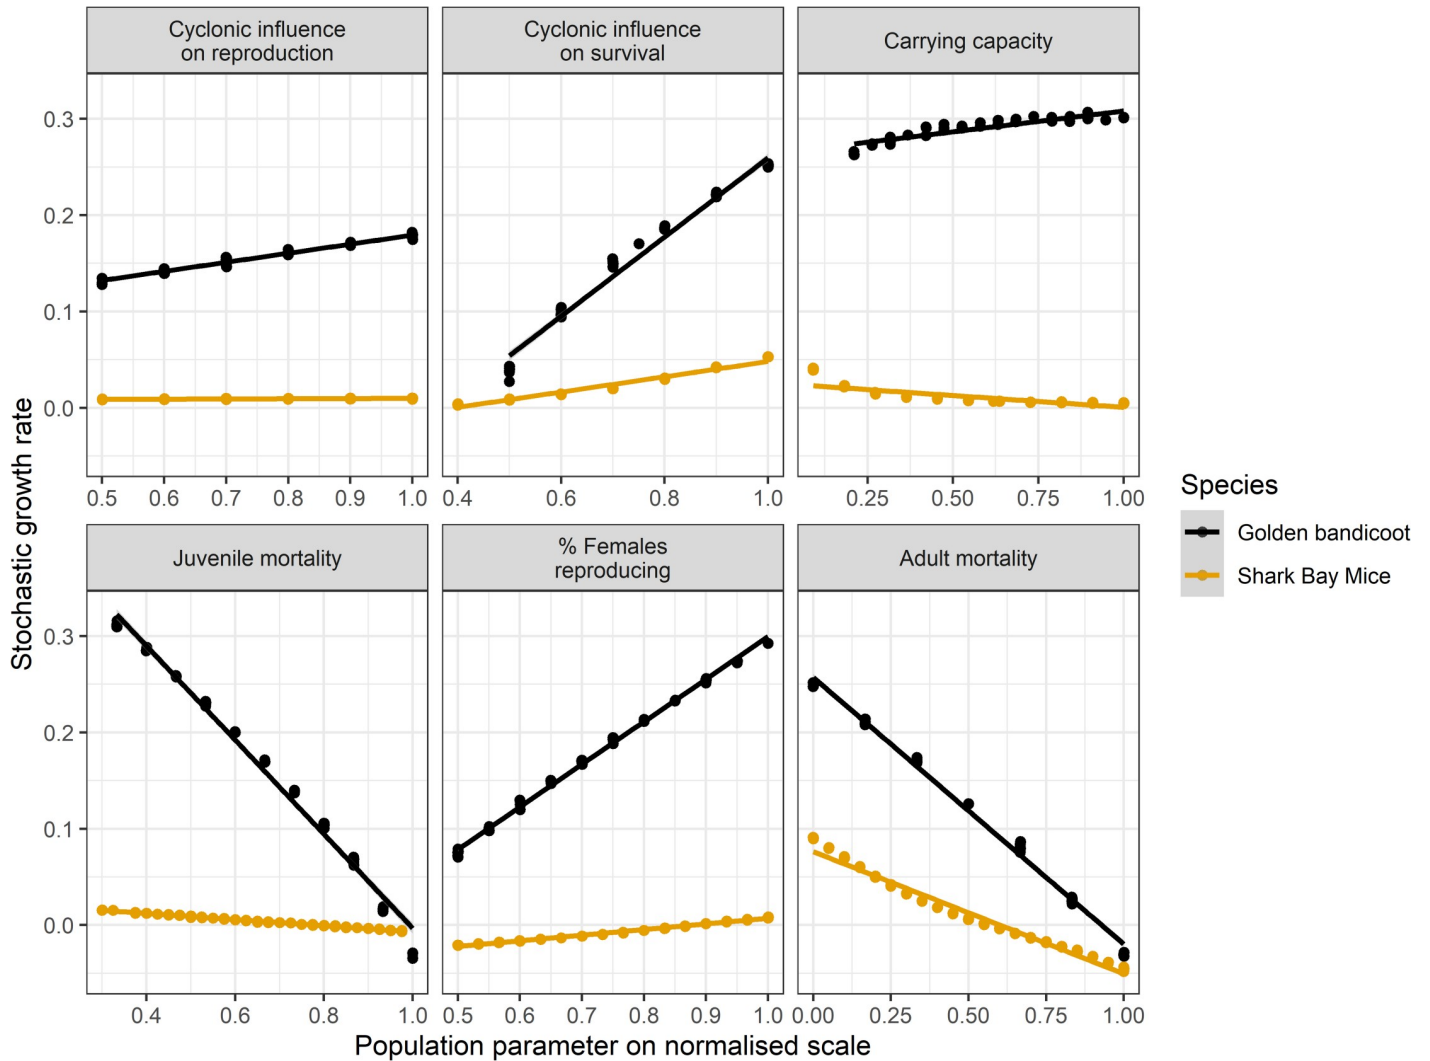 Cyclonic influence
on reproduction
Cyclonic influence
on survival
Carrying capacity
0.3
0.2
0.1
0.0
0.5 0.6 0.7 0.8 0.9 1.0
0.4 0.6 0.8 1.0
0.25 0.50 0.75 1.00
Stochastic growth rate
Species
Golden bandicoot
Shark Bay Mice
Juvenile mortality
% Females
reproducing
Adult mortality
0.3
0.2
0.1
0.0
0.4 0.6 0.8 1.0
0.5 0.6 0.7 0.8 0.9 1.0
0.00 0.25 0.50 0.75 1.00
Population parameter on normalised scale